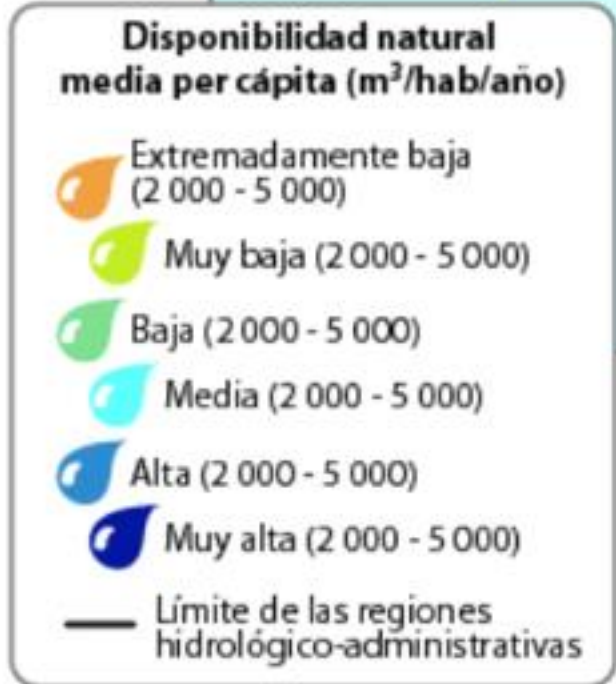 Disponibilidad natural
media per cápita (m³/hab/año)
Extremadamente baja
(2 000 - 5 000)
Muy baja (2 000 - 5 000)
Baja (2 000 - 5 000)
Media (2 000 - 5 000)
Alta (2 000 - 5 000)
Muy alta (2 000 - 5 000)
Límite de las regiones
hidrológico-administrativas